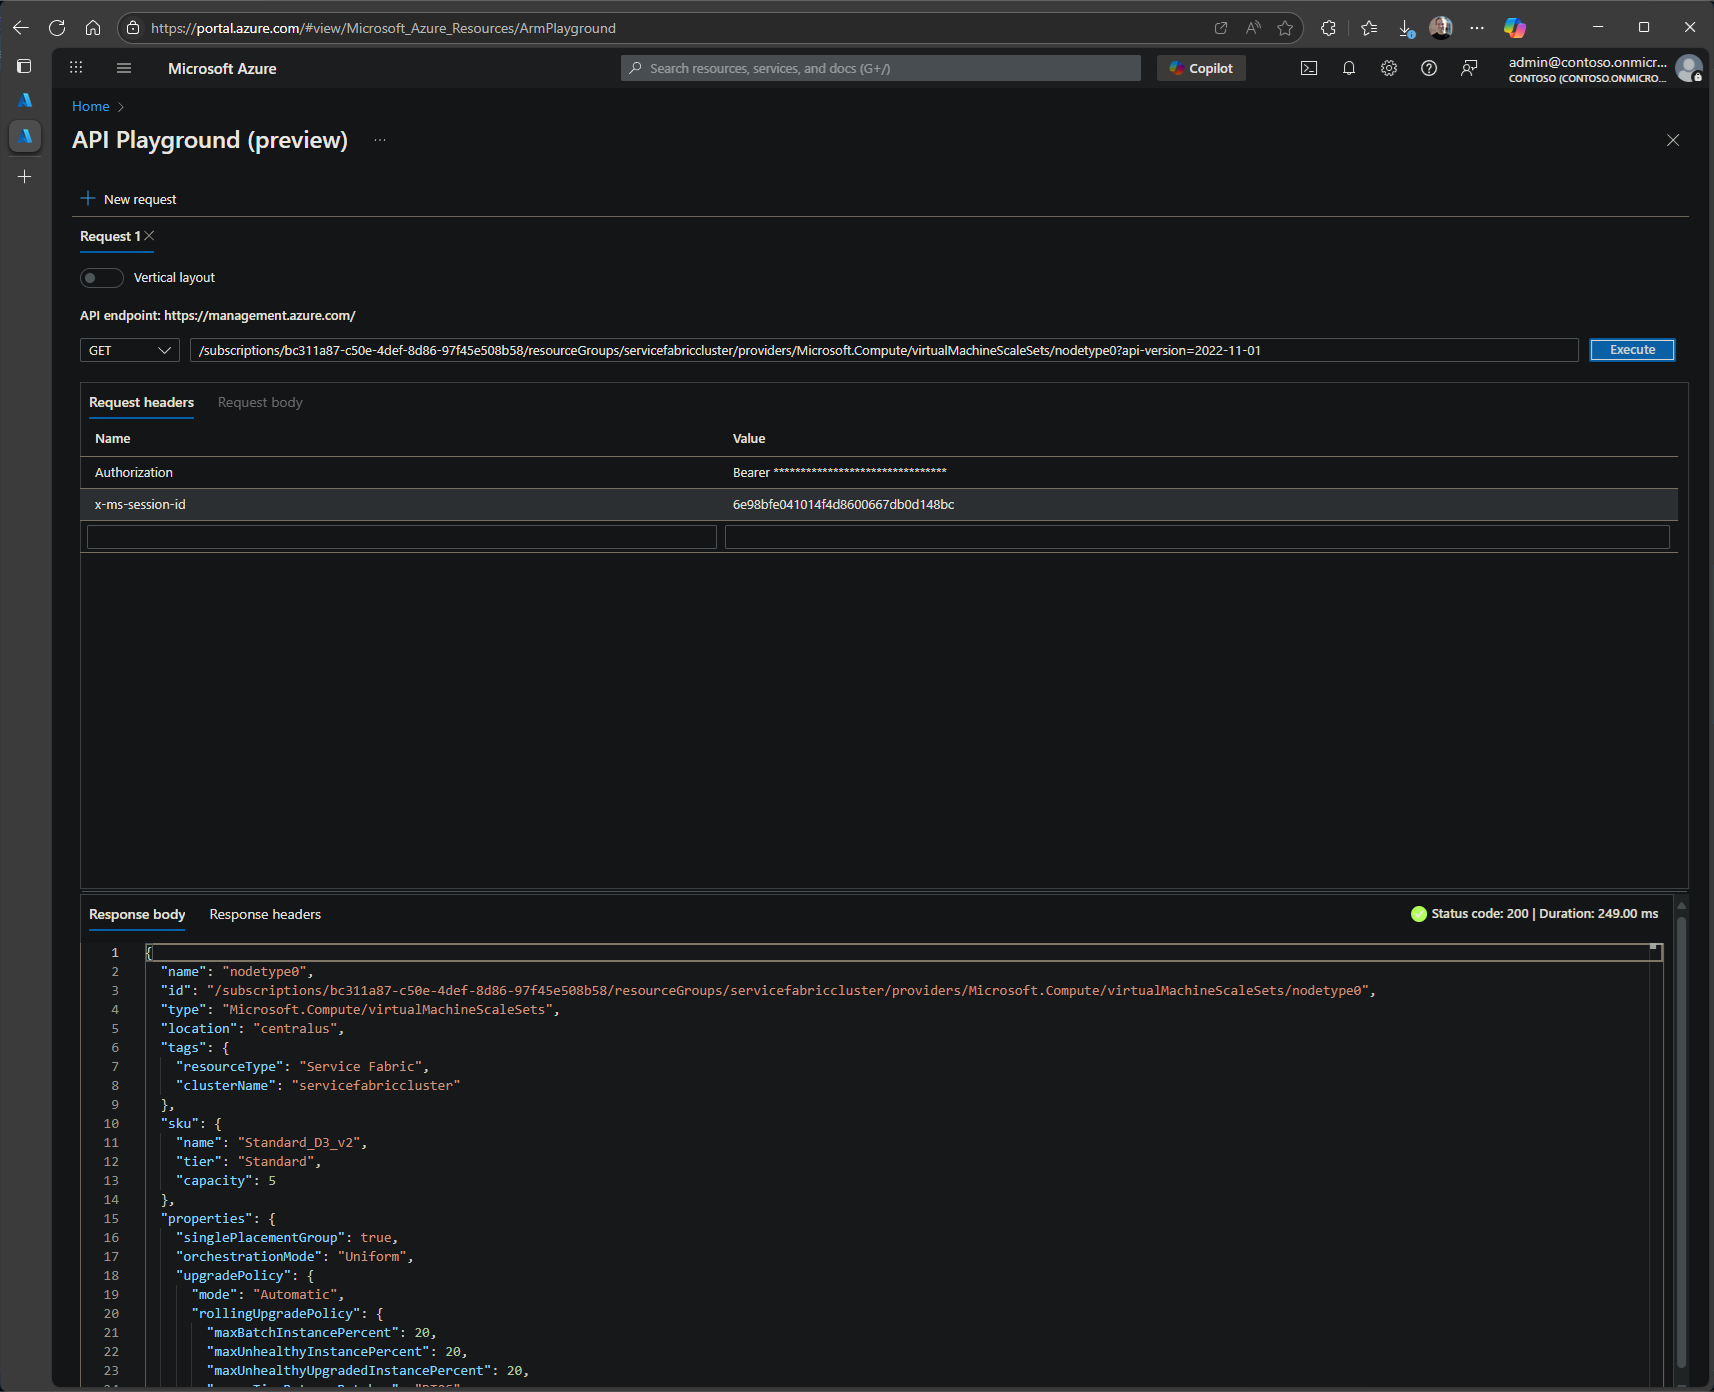 https://portal.azure.com/#view/Microsoft_Azure_Resources/ArmPlayground
Microsoft Azure
Search resources, services, and docs (G+/)
Copilot
admin@contoso.onmicr...
CONTOSO (CONTOSO.ONMICRO...
Home
API Playground (preview)
New request
Request 1
Vertical layout
API endpoint: https://management.azure.com/
GET
/subscriptions/bc311a87-c50e-4def-8d86-97f45e508b58/resourceGroups/servicefabriccluster/providers/Microsoft.Compute/virtualMachineScaleSets/nodetype0?api-version=2022-11-01
Execute
Request headers
Request body
Name
Value
Authorization
Bearer ********************************
x-ms-session-id
6e98bfe041014f4d8600667db0d148bc
Response body
Response headers
Status code: 200 | Duration: 249.00 ms
1 {
2 "name": "nodetype0",
3 "id": "/subscriptions/bc311a87-c50e-4def-8d86-97f45e508b58/resourceGroups/servicefabriccluster/providers/Microsoft.Compute/virtualMachineScaleSets/nodetype0",
4 "type": "Microsoft.Compute/virtualMachineScaleSets",
5 "location": "centralus",
6 "tags": {
7 "resourceType": "Service Fabric",
8 "clusterName": "servicefabriccluster"
9 },
10 "sku": {
11 "name": "Standard_D3_v2",
12 "tier": "Standard",
13 "capacity": 5
14 },
15 "properties": {
16 "singlePlacementGroup": true,
17 "orchestrationMode": "Uniform",
18 "upgradePolicy": {
19 "mode": "Automatic",
20 "rollingUpgradePolicy": {
21 "maxBatchInstancePercent": 20,
22 "maxUnhealthyInstancePercent": 20,
23 "maxUnhealthyUpgradedInstancePercent": 20,